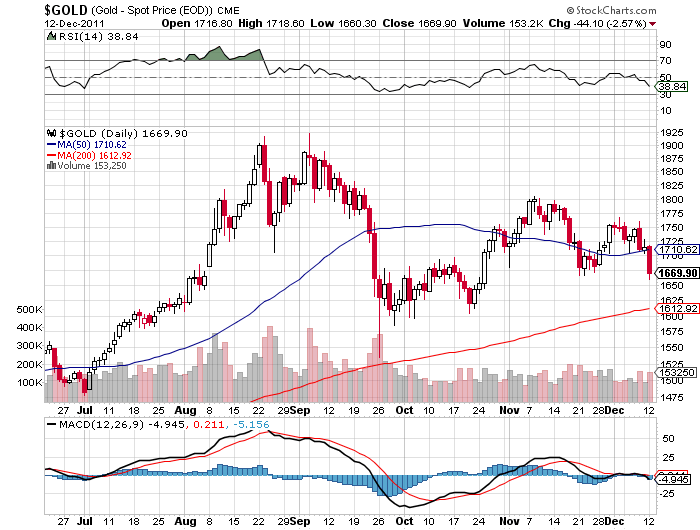 $GOLD (Gold - Spot Price (EOD)) CME
© StockCharts.com
12-Dec-2011
Open 1716.80 High 1718.60 Low 1660.30 Close 1669.90 Volume 153.2K Chg -44.10 (-2.57%)
RSI(14) 38.84
90
70
50
38.84
30
10
$GOLD (Daily) 1669.90
MA(50) 1710.62
MA(200) 1612.92
Volume 153,250
1925
1900
1875
1850
1825
1800
1775
1750
1725
1710.62
1669.90
1650
1625
1612.92
1600
1575
1550
1525
1500
1475
153250
500K
400K
300K
200K
100K
27 Jul 11 18 25 Aug 8 15 22 29 Sep 12 19 26 Oct 10 17 24 Nov 7 14 21 28 Dec 12
MACD(12,26,9) -4.945, 0.211, -5.156
50
25
-4.945
-25
27 Jul 11 18 25 Aug 8 15 22 29 Sep 12 19 26 Oct 10 17 24 Nov 7 14 21 28 Dec 12